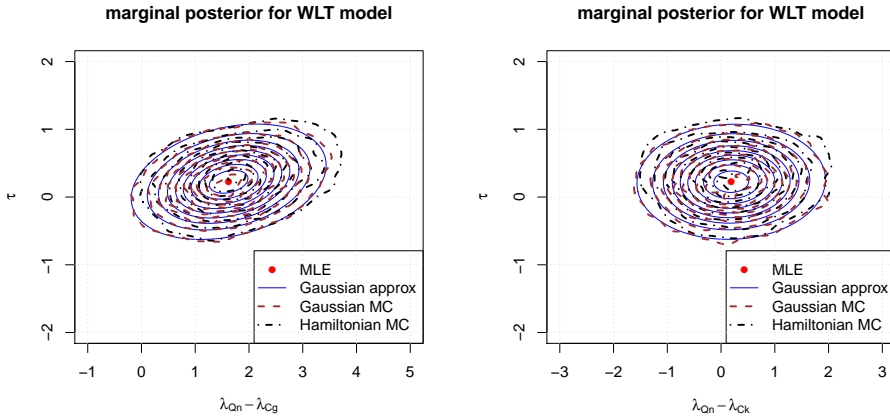 marginal posterior for WLT model
τ
2
1
0
−1
−2
MLE
Gaussian approx
Gaussian MC
Hamiltonian MC
−1 0 1 2 3 4 5
λQn − λCg
marginal posterior for WLT model
τ
2
1
0
−1
−2
MLE
Gaussian approx
Gaussian MC
Hamiltonian MC
−3 −2 −1 0 1 2 3
λQn − λCk